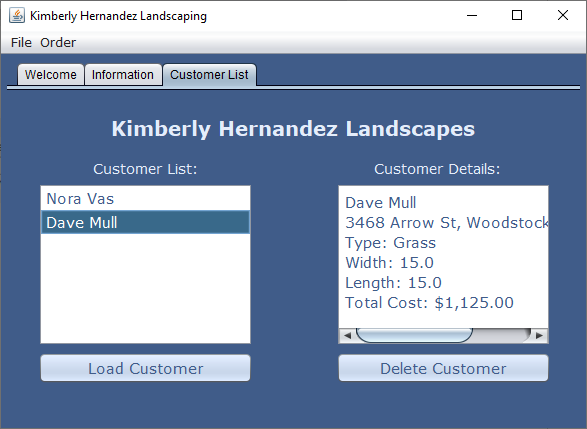 Kimberly Hernandez Landscaping
File Order
Welcome Information Customer List
Kimberly Hernandez Landscapes
Customer List: Customer Details:
Nora Vas
Dave Mull
Dave Mull
3468 Arrow St, Woodstock
Type: Grass
Width: 15.0
Length: 15.0
Total Cost: $1,125.00
Load Customer Delete Customer